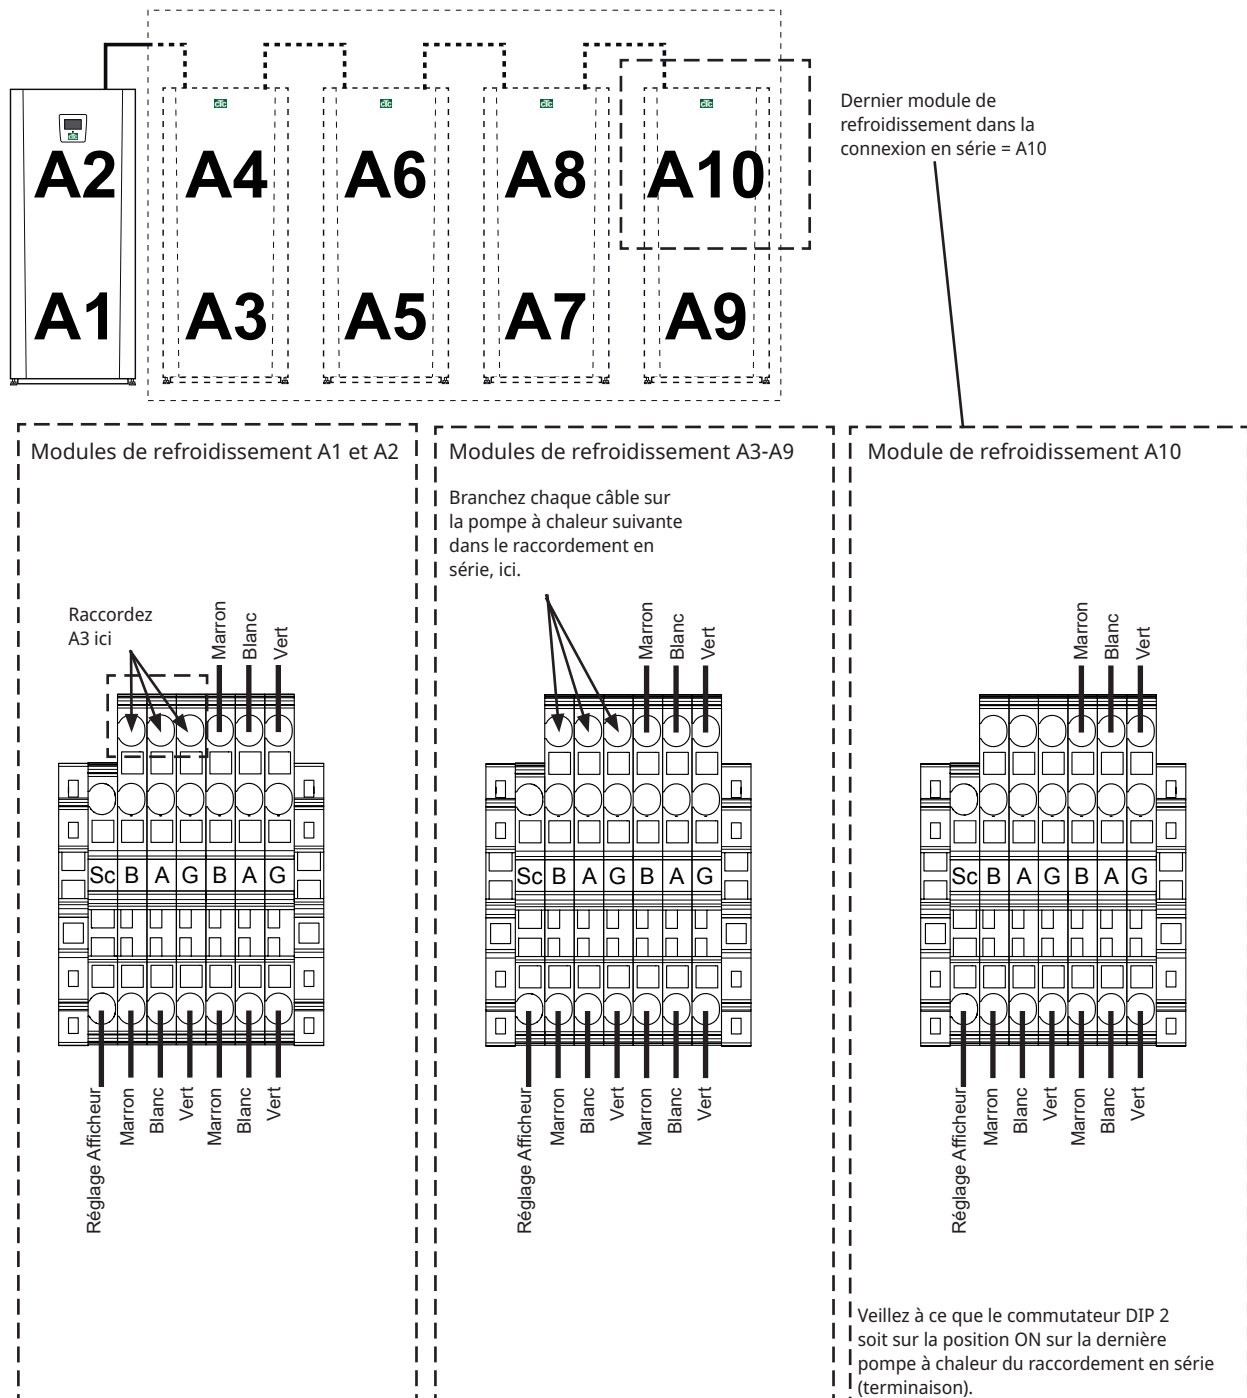 ctc
ctc
ctc
ctc
ctc
A2
A4
A6
A8
A10
A1
A3
A5
A7
A9
Dernier module de
refroidissement dans la
connexion en série = A10
Modules de refroidissement A1 et A2
Raccordez
A3 ici
Marron
Blanc
Vert
Sc B A G B A G
Réglage Afficheur
Marron
Blanc
Vert
Marron
Blanc
Vert
Modules de refroidissement A3-A9
Branchez chaque câble sur
la pompe à chaleur suivante
dans le raccordement en
série, ici.
Marron
Blanc
Vert
Sc B A G B A G
Réglage Afficheur
Marron
Blanc
Vert
Marron
Blanc
Vert
Module de refroidissement A10
Marron
Blanc
Vert
Sc B A G B A G
Réglage Afficheur
Marron
Blanc
Vert
Marron
Blanc
Vert
Veillez à ce que le commutateur DIP 2
soit sur la position ON sur la dernière
pompe à chaleur du raccordement en série
(terminaison).